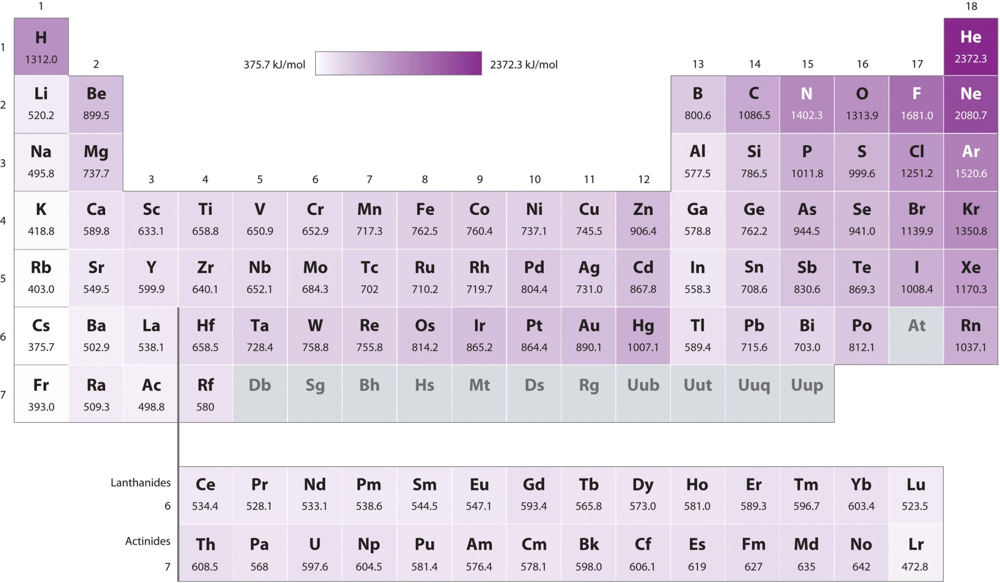 1 18
H He
1 1312.0 2372.3
2 375.7 kJ/mol 2372.3 kJ/mol 13 14 15 16 17
Li Be B C N O F Ne
2 520.2 899.5 800.6 1086.5 1402.3 1313.9 1681.0 2080.7
Na Mg Al Si P S Cl Ar
3 495.8 737.7 577.5 786.5 1011.8 999.6 1251.2 1520.6
3 4 5 6 7 8 9 10 11 12
K Ca Sc Ti V Cr Mn Fe Co Ni Cu Zn Ga Ge As Se Br Kr
4 418.8 589.8 633.1 658.8 650.9 652.9 717.3 762.5 760.4 737.1 745.5 906.4 578.8 762.2 944.5 941.0 1139.9 1350.8
Rb Sr Y Zr Nb Mo Tc Ru Rh Pd Ag Cd In Sn Sb Te I Xe
5 403.0 549.5 599.9 640.1 652.1 684.3 702 710.2 719.7 804.4 731.0 867.8 558.3 708.6 830.6 869.3 1008.4 1170.3
Cs Ba La Hf Ta W Re Os Ir Pt Au Hg Tl Pb Bi Po At Rn
6 375.7 502.9 538.1 658.5 728.4 758.8 755.8 814.2 865.2 864.4 890.1 1007.1 589.4 715.6 703.0 812.1 1037.1
Fr Ra Ac Rf Db Sg Bh Hs Mt Ds Rg Uub Uut Uuq Uup
7 393.0 509.3 498.8 580
Lanthanides Ce Pr Nd Pm Sm Eu Gd Tb Dy Ho Er Tm Yb Lu
6 534.4 528.1 533.1 538.6 544.5 547.1 593.4 565.8 573.0 581.0 589.3 596.7 603.4 523.5
Actinides Th Pa U Np Pu Am Cm Bk Cf Es Fm Md No Lr
7 608.5 568 597.6 604.5 581.4 576.4 578.1 598.0 606.1 619 627 635 642 472.8